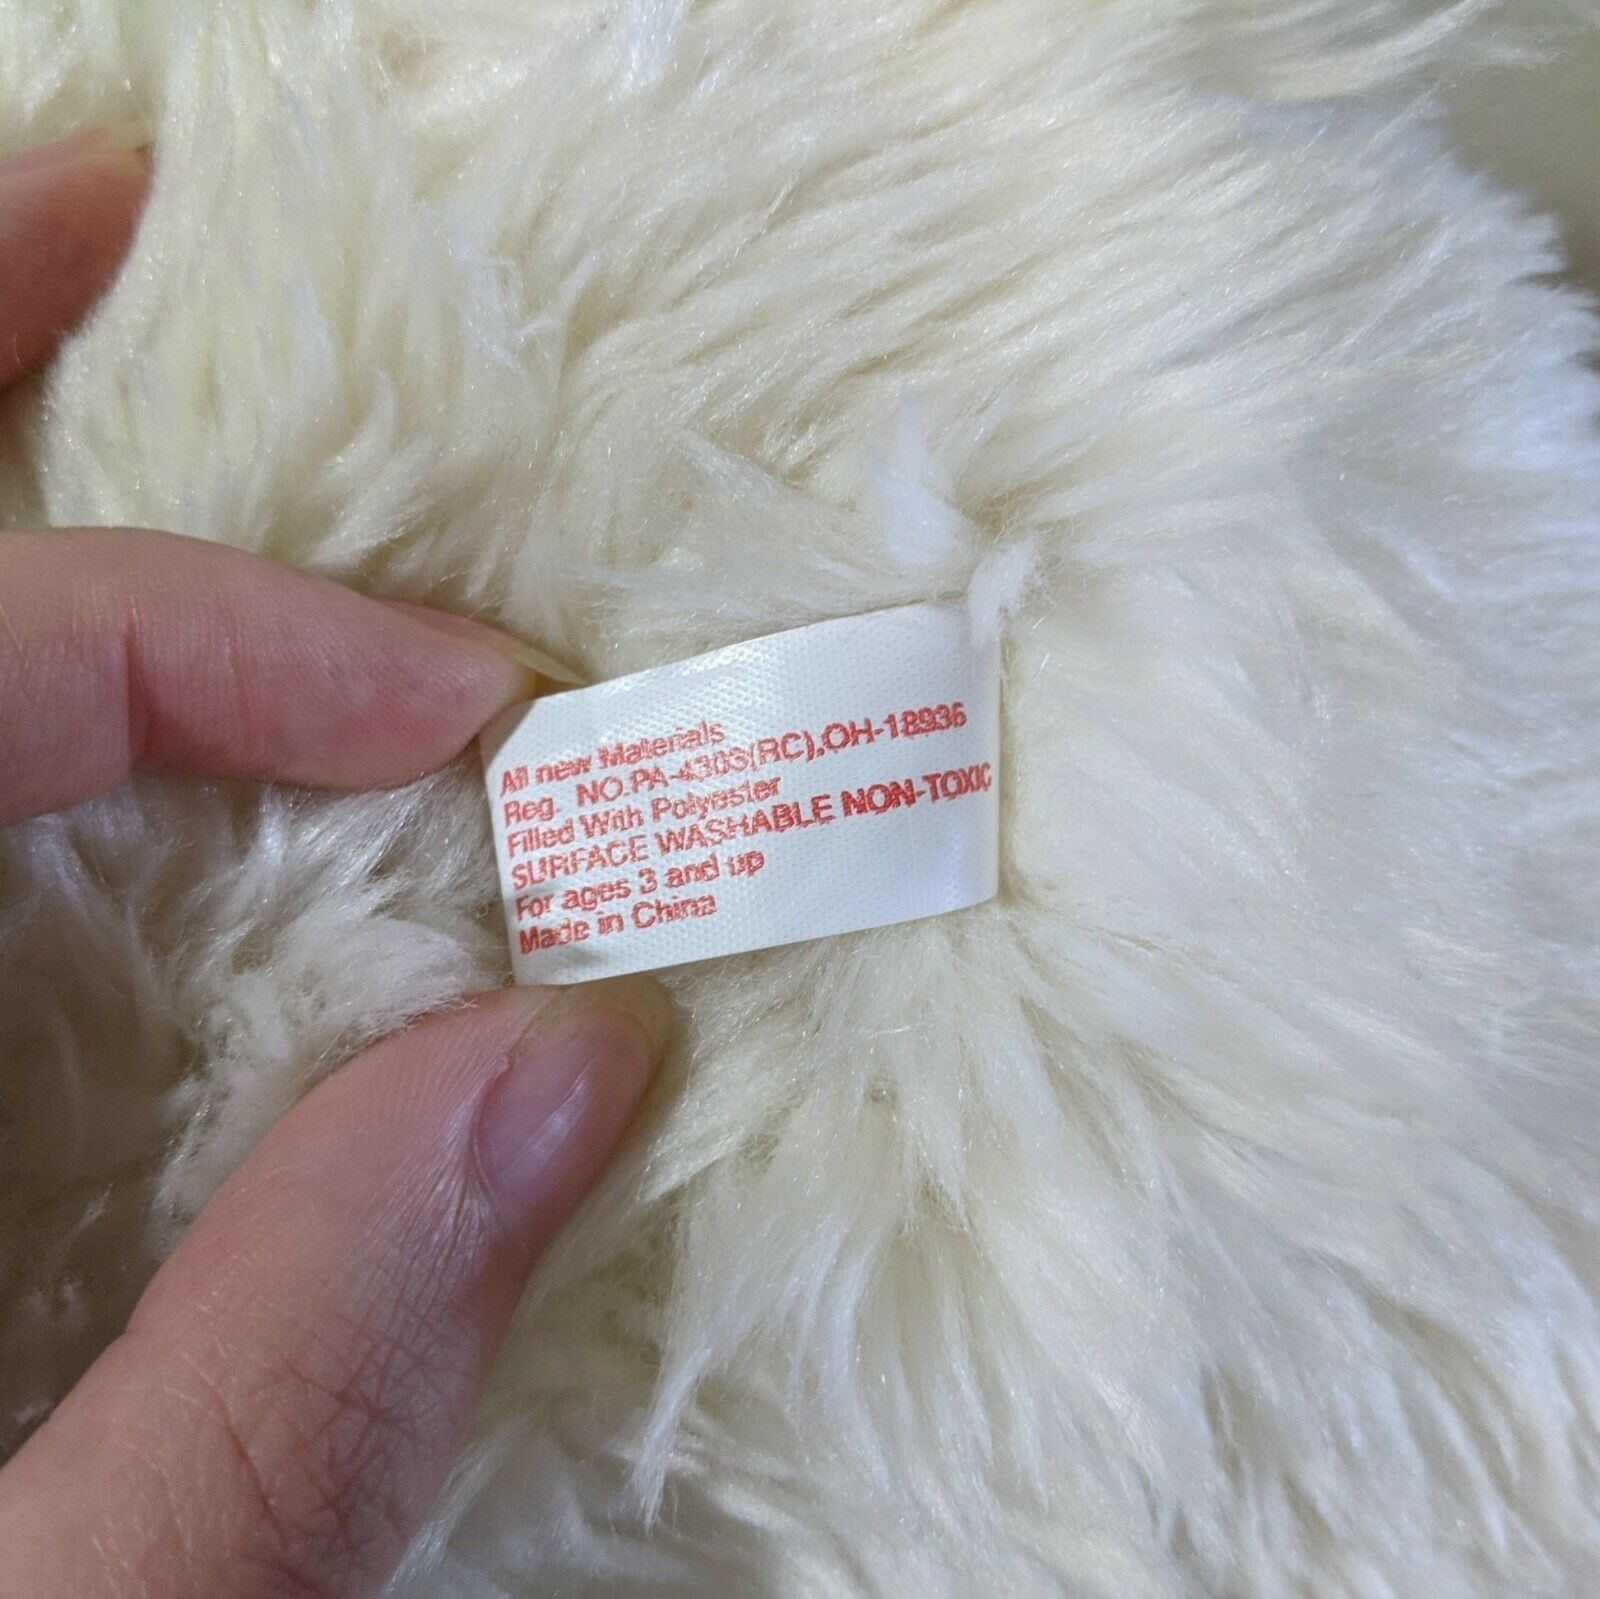 All new Materials
Reg. NO.PA-4303(RC),OH-18936
Filled With Polyester
SURFACE WASHABLE NON-TOXIC
For ages 3 and up
Made in China